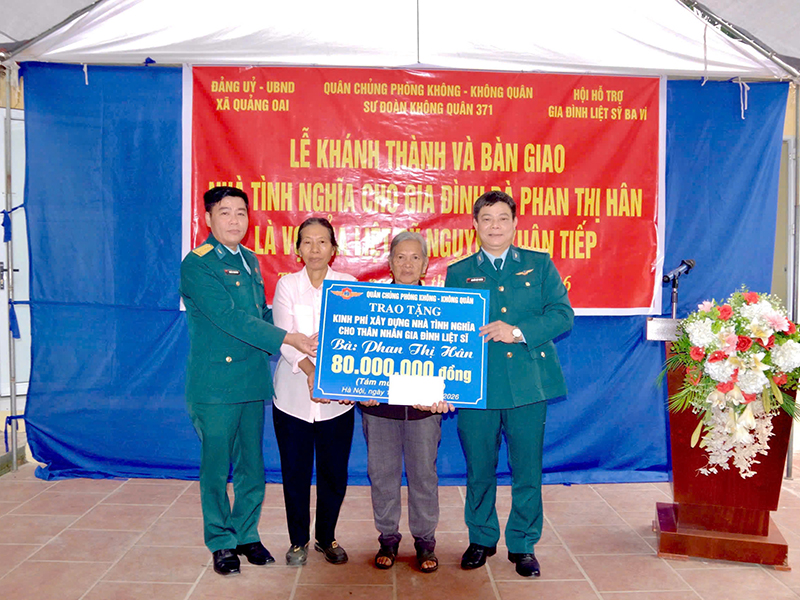 ĐẢNG UỶ - UBND
XÃ QUẢNG OAI
QUÂN CHỦNG PHÒNG KHÔNG - KHÔNG QUÂN
SƯ ĐOÀN KHÔNG QUÂN 371
HỘI HỖ TRỢ
GIA ĐÌNH LIỆT SỸ BA VÌ
LỄ KHÁNH THÀNH VÀ BÀN GIAO
NHÀ TÌNH NGHĨA CHO GIA ĐÌNH BÀ PHAN THỊ HÂN
LÀ
TIẾP
QUÂN CHỦNG PHÒNG KHÔNG - KHÔNG QUÂN
TRAO TẶNG
KINH PHÍ XÂY DỰNG NHÀ TÌNH NGHĨA
CHO THÂN NHÂN GIA ĐÌNH LIỆT SĨ
Bà: Phan Thị Hân
80.000.000 đồng
(Tám
Hà Nội, ngày 2026